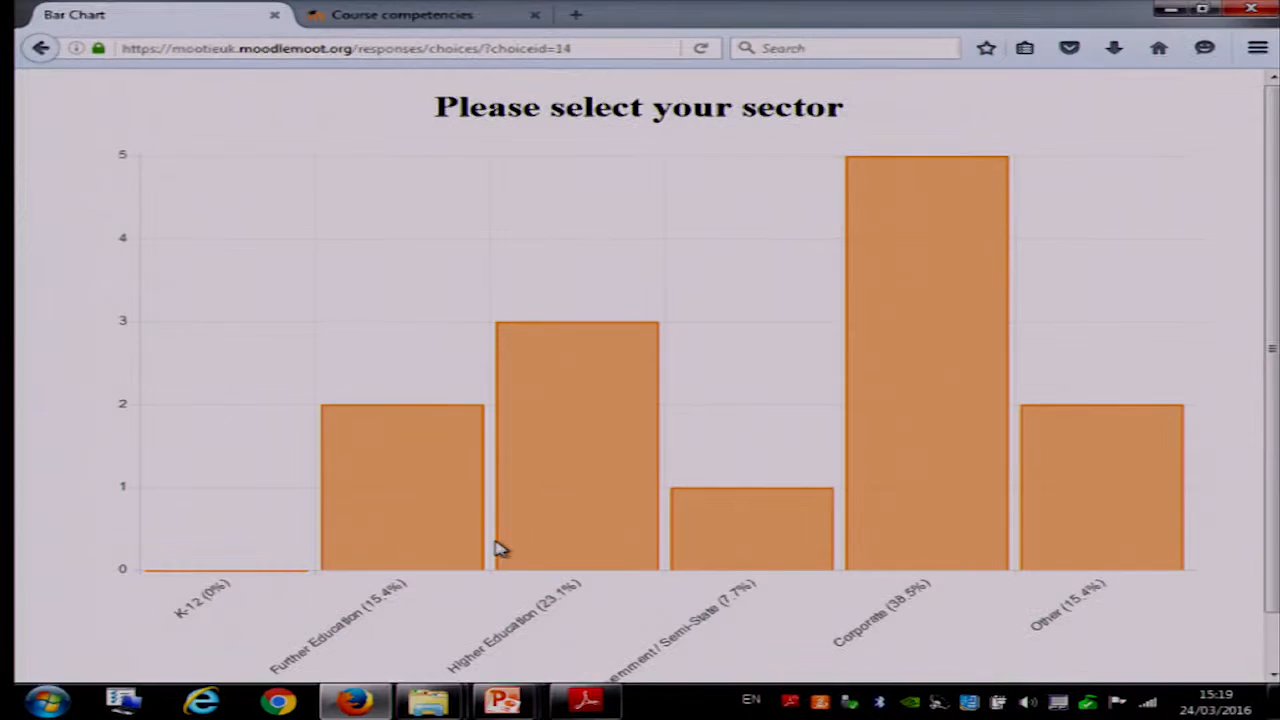 Bar Chart
Course competencies
https://mootieuk.moodlemoot.org/responses/choices/?choiceid=14
Search
Please select your sector
5
4
3
2
1
0
K-12 (0%)
Further Education (15.4%)
Higher Education (23.1%)
ernment / Semi-State (7.7%)
Corporate (38.5%)
Other (15.4%)
EN
15:19
24/03/2016